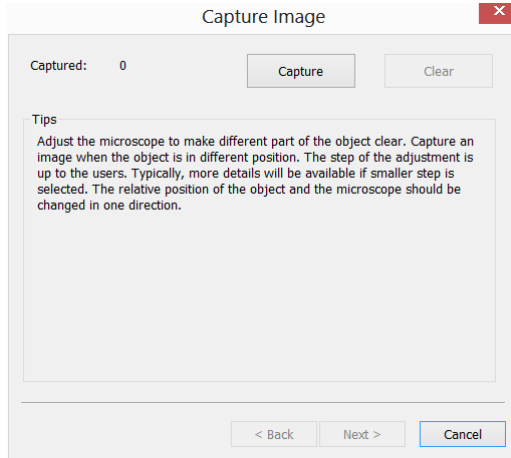 Capture Image
Captured: 0 Capture Clear
Tips
Adjust the microscope to make different part of the object clear. Capture an
image when the object is in different position. The step of the adjustment is
up to the users. Typically, more details will be available if smaller step is
selected. The relative position of the object and the microscope should be
changed in one direction.
< Back Next > Cancel